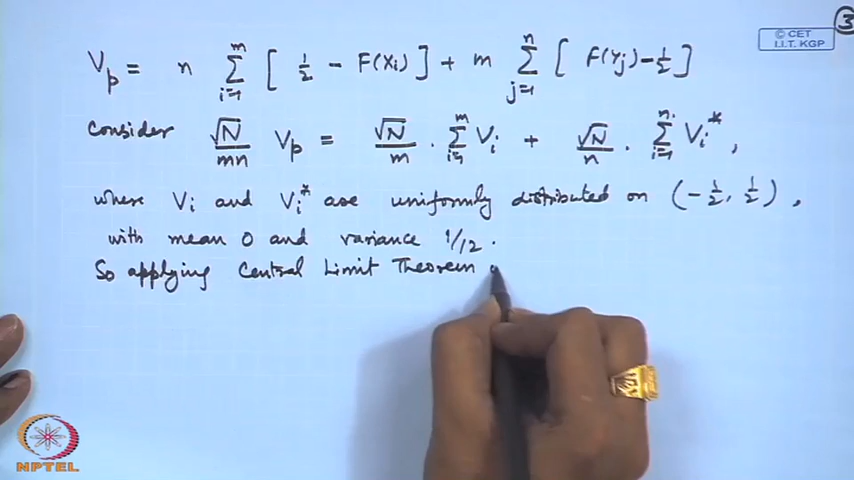 3
© CET
I.I.T. KGP
V_p = n Σ_{i=1}^{m} [ 1/2 - F(X_i) ] + m Σ_{j=1}^{n} [ F(Y_j) - 1/2 ]
Consider √N/mn V_p = √N/m . Σ_{i=1}^{m} V_i + √N/n . Σ_{i=1}^{n} V_i^* ,
where V_i and V_i^* are uniformly distributed on (-1/2, 1/2) ,
with mean 0 and variance 1/12 .
So applying Central Limit Theorem
NPTEL